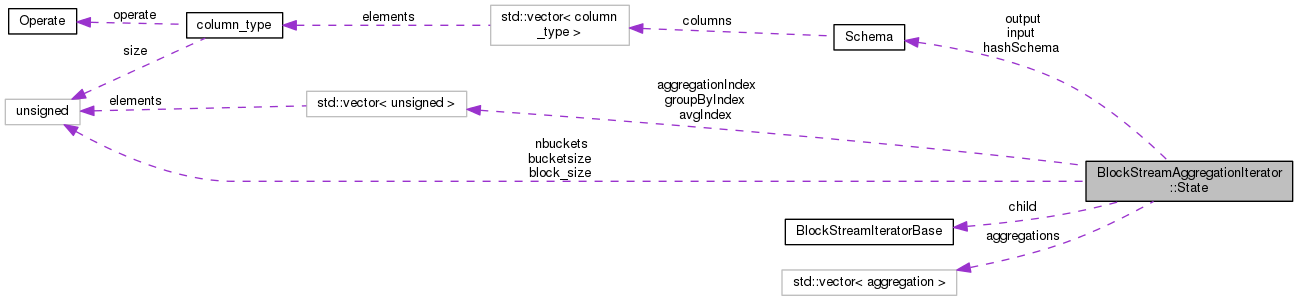 Operate
operate
column_type
elements
std::vector< column
_type >
columns
Schema
output
input
hashSchema
size
unsigned
elements
std::vector< unsigned >
aggregationIndex
groupByIndex
avgIndex
nbuckets
bucketsize
block_size
BlockStreamAggregationIterator
::State
child
BlockStreamIteratorBase
aggregations
std::vector< aggregation >